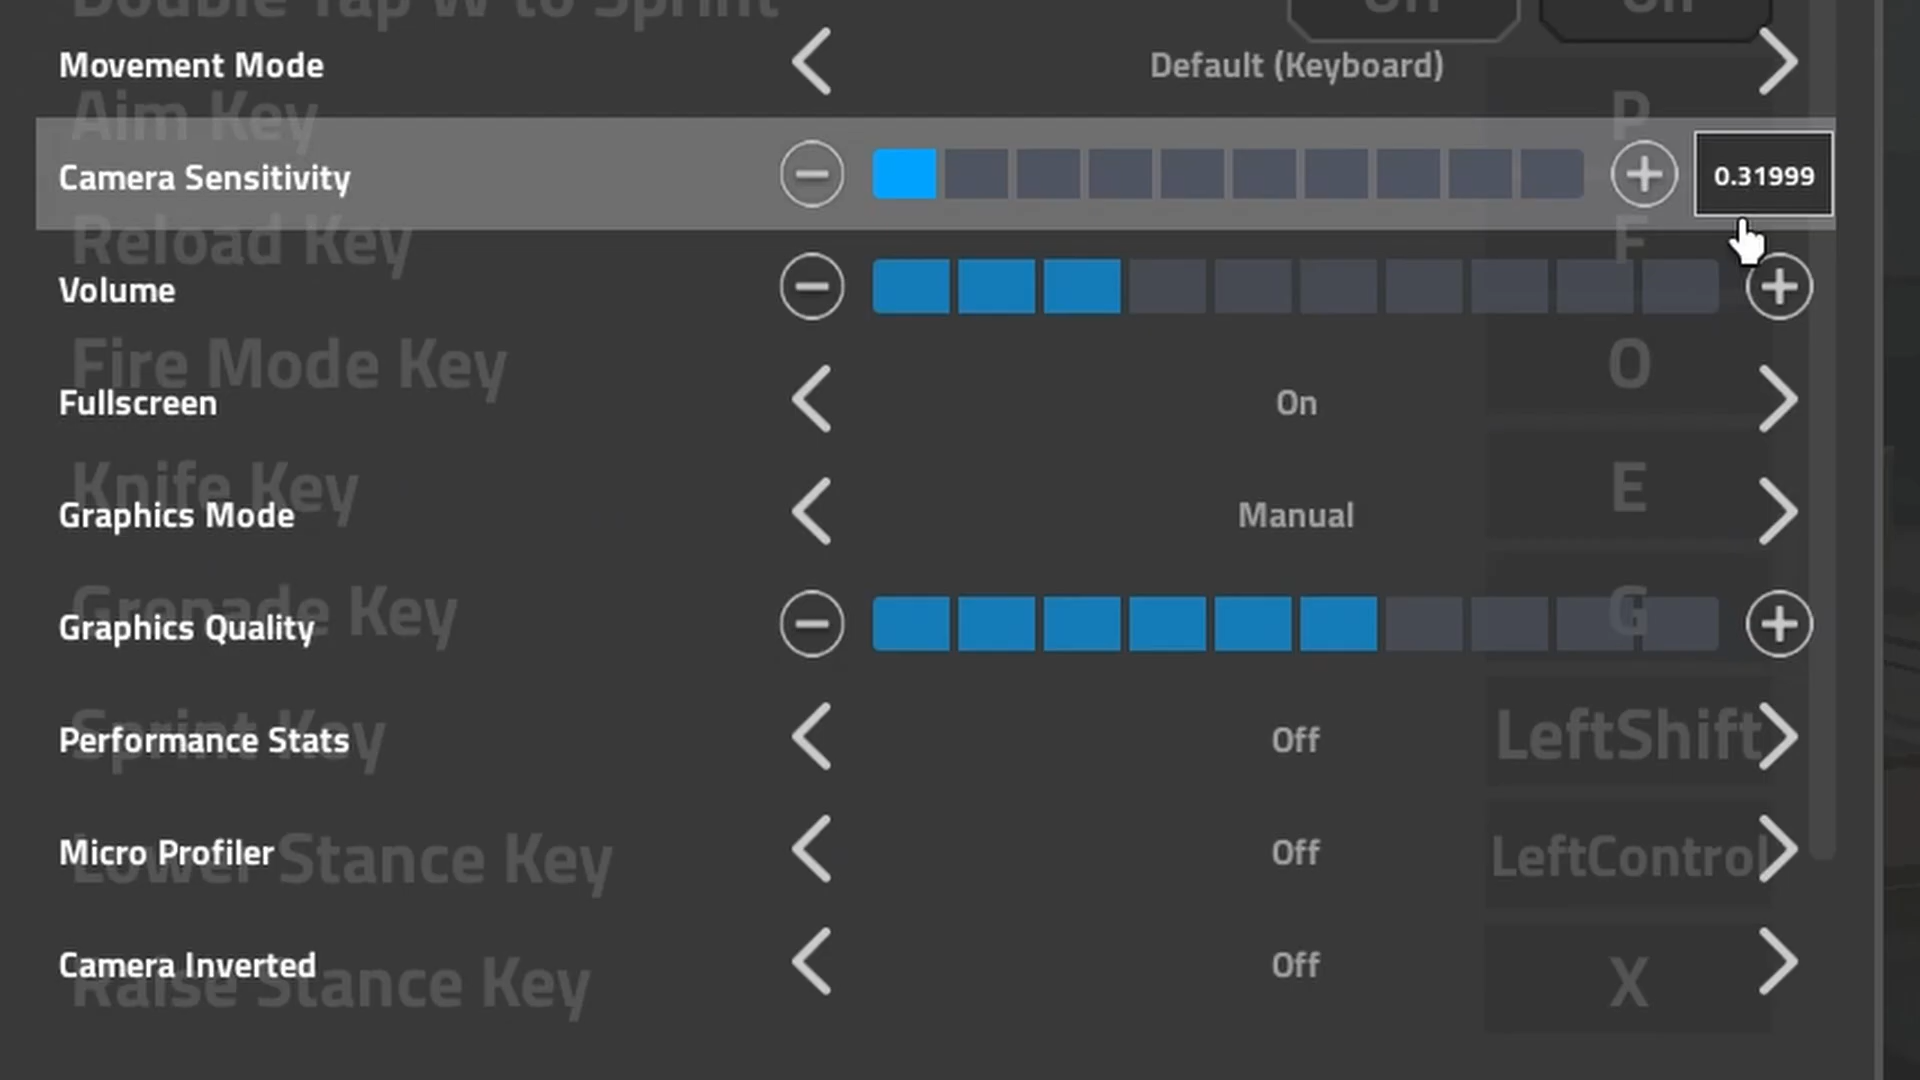 Double Tap W to Sprint Off On
Movement Mode Default (Keyboard)
Aim Key P
Camera Sensitivity 0.31999
Reload Key F
Volume
Fire Mode Key O
Fullscreen On
Knife Key E
Graphics Mode Manual
Grenade Key G
Graphics Quality
Sprint Key LeftShift
Performance Stats Off
Lower Stance Key LeftControl
Micro Profiler Off
Camera Inverted Off
Raise Stance Key X